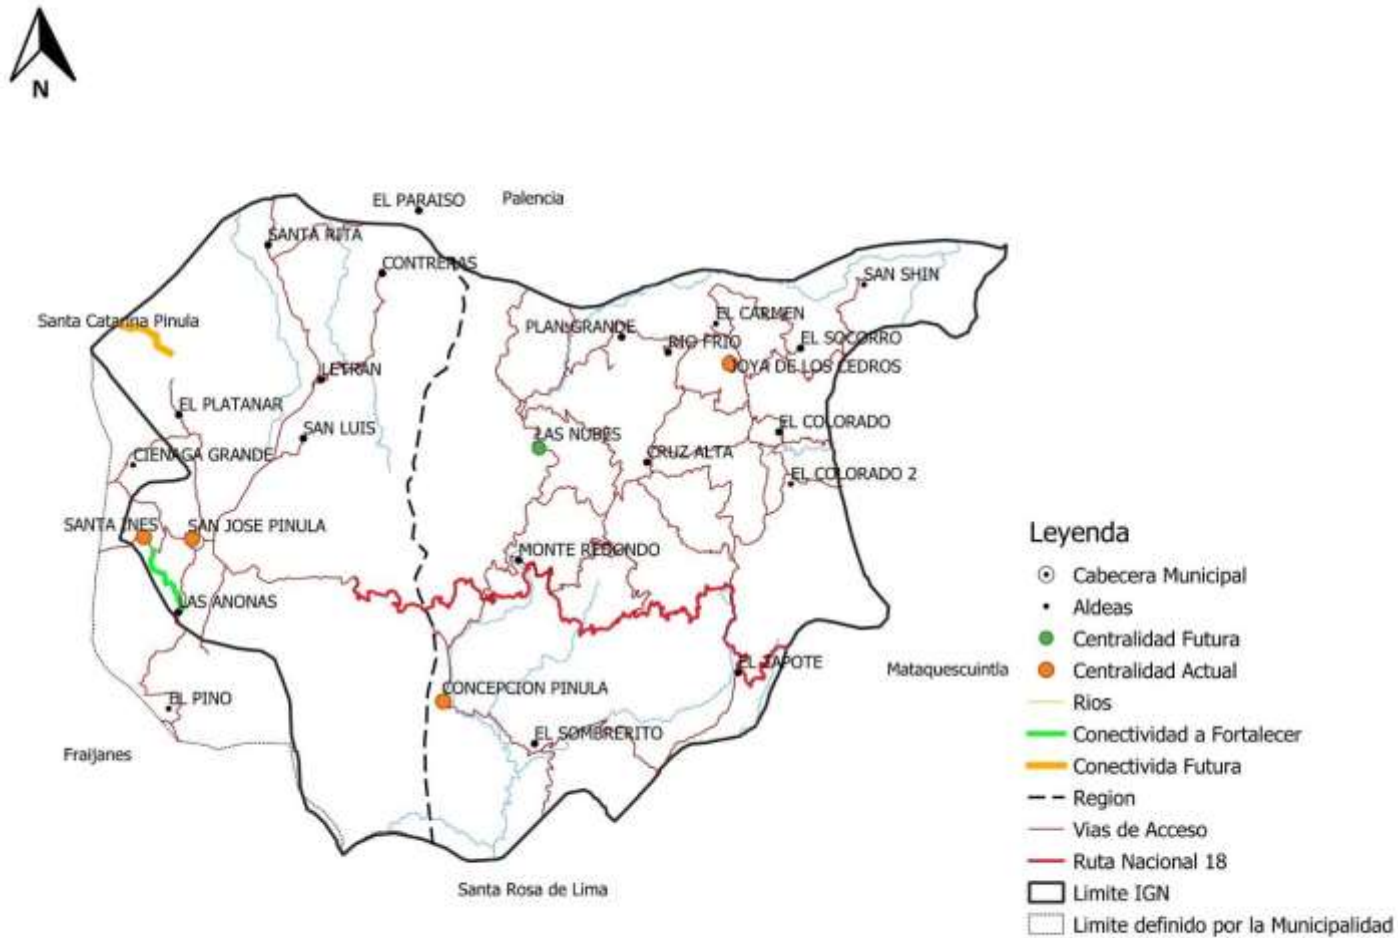 N
EL PARAISO
Palencia
SANTA RITA
CONTRERAS
SAN SHIN
Santa Catarina Pinula
PLAN GRANDE
EL CARMEN
RIO FRIO
EL SOCORRO
LETRAN
JOYA DE LOS CEDROS
EL PLATANAR
SAN LUIS
LAS NUBES
EL COLORADO
CIENAGA GRANDE
CRUZ ALTA
EL COLORADO 2
SANTA INES
SAN JOSE PINULA
MONTE REDONDO
LAS ANONAS
EL ZAPOTE
Mataquescuintla
CONCEPCION PINULA
EL PINO
EL SOMBRERITO
Fraijanes
Santa Rosa de Lima
Leyenda
Cabecera Municipal
Aldeas
Centralidad Futura
Centralidad Actual
Rios
Conectividad a Fortalecer
Conectivida Futura
Region
Vias de Acceso
Ruta Nacional 18
Limite IGN
Limite definido por la Municipalidad